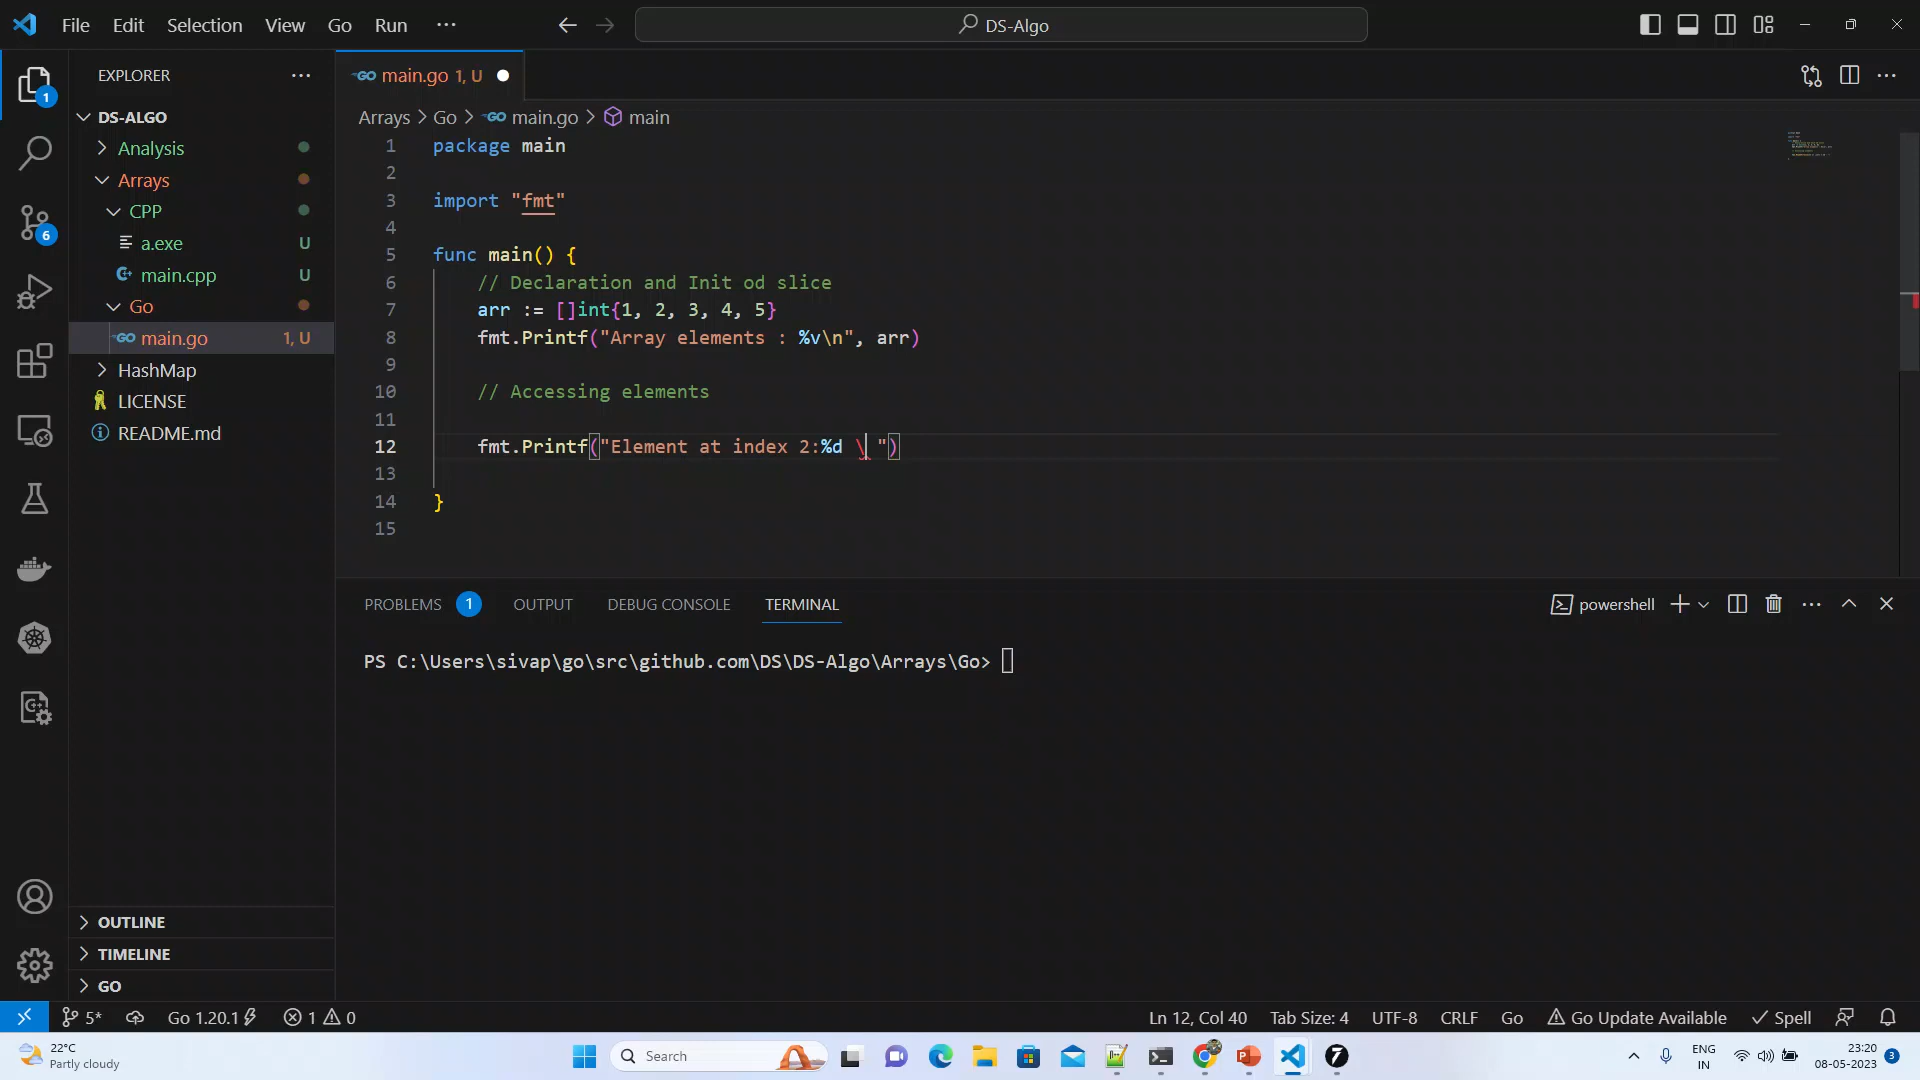 File Edit Selection View Go Run ··· DS-Algo
EXPLORER ···
main.go 1, U
DS-ALGO
Analysis
Arrays
CPP
a.exe U
main.cpp U
Go
main.go 1, U
HashMap
LICENSE
README.md
OUTLINE
TIMELINE
GO
1
6
Arrays > Go > main.go > main
1 package main
2
3 import "fmt"
4
5 func main() {
6 // Declaration and Init od slice
7 arr := []int{1, 2, 3, 4, 5}
8 fmt.Printf("Array elements : %v\n", arr)
9
10 // Accessing elements
11
12 fmt.Printf("Element at index 2:%d \ ")
13
14 }
15
PROBLEMS 1 OUTPUT DEBUG CONSOLE TERMINAL powershell
PS C:\Users\sivap\go\src\github.com\DS\DS-Algo\Arrays\Go>
5* Go 1.20.1 1 0 Ln 12, Col 40 Tab Size: 4 UTF-8 CRLF Go Go Update Available Spell
22°C
Partly cloudy
Search
ENG
IN
23:20
08-05-2023
3